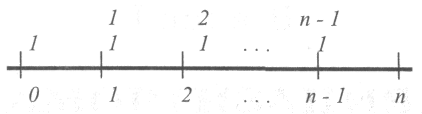 1 2 n - 1
1 1 1 . . . 1
0 1 2 . . . n - 1 n